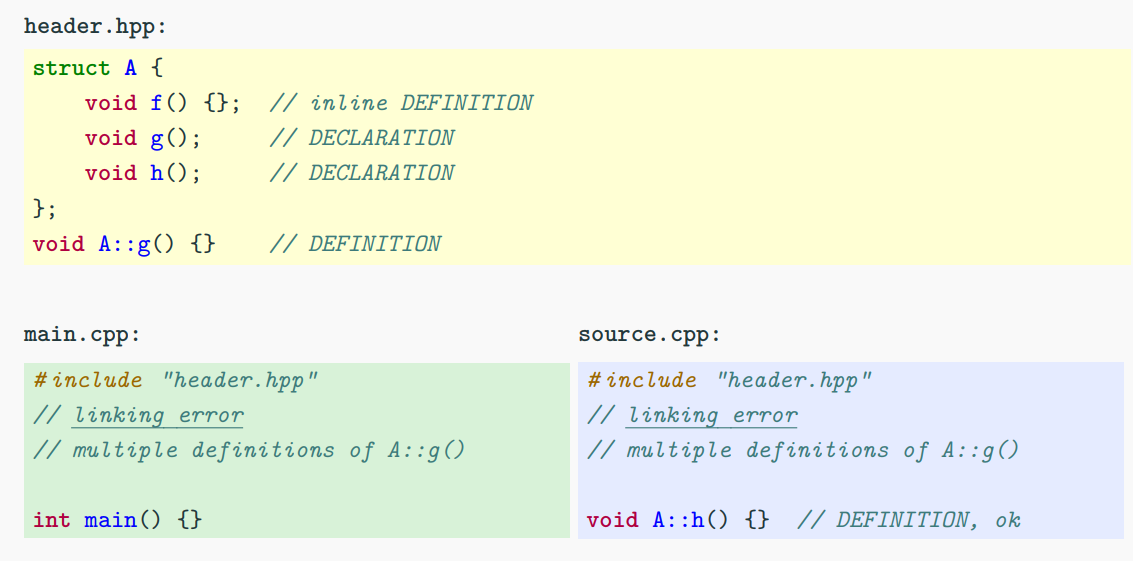 header.hpp:
struct A {
    void f() {};  // inline DEFINITION
    void g();     // DECLARATION
    void h();     // DECLARATION
};
void A::g() {}    // DEFINITION
main.cpp:
#include "header.hpp"
// linking error
// multiple definitions of A::g()
int main() {}
source.cpp:
#include "header.hpp"
// linking error
// multiple definitions of A::g()
void A::h() {}  // DEFINITION, ok